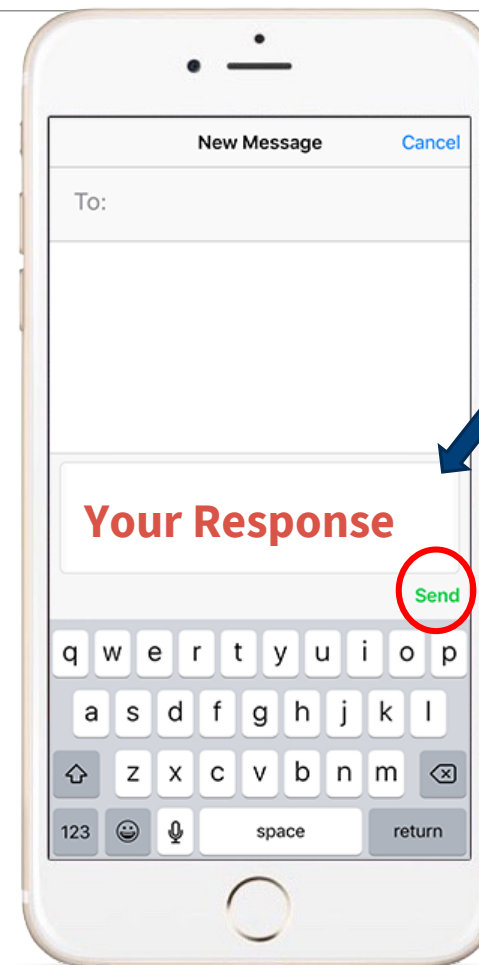 New Message Cancel
To:
Your Response
Send
q w e r t y u i o p
a s d f g h j k l
z x c v b n m
123 space return